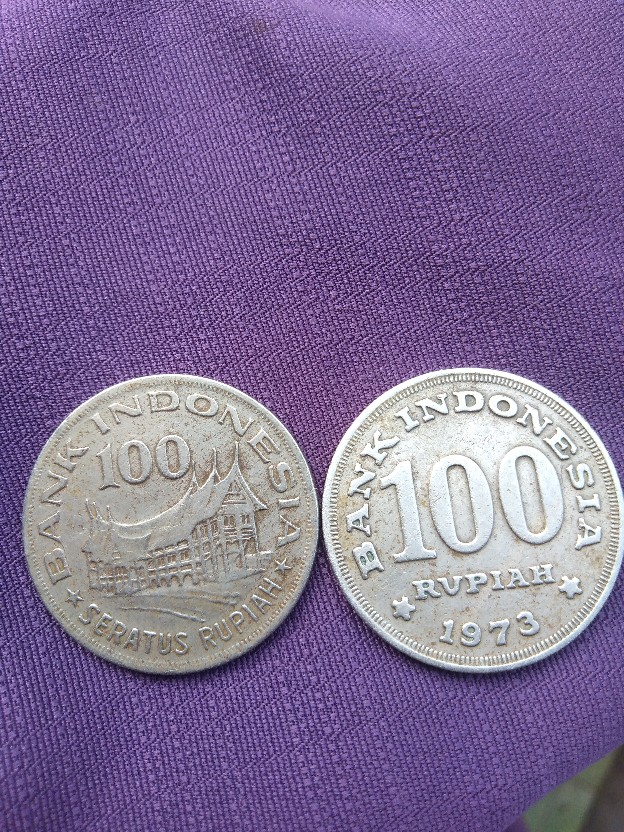 BANK INDONESIA
100
SERATUS RUPIAH
BANK INDONESIA
100
RUPIAH
1973